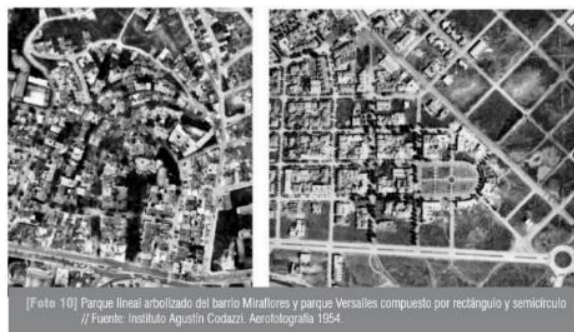 [Foto 10] Parque lineal arbolizado del barrio Miraflores y parque Versalles compuesto por rectángulo y semicírculo
// Fuente: Instituto Agustín Codazzi. Aerofotografía 1954.